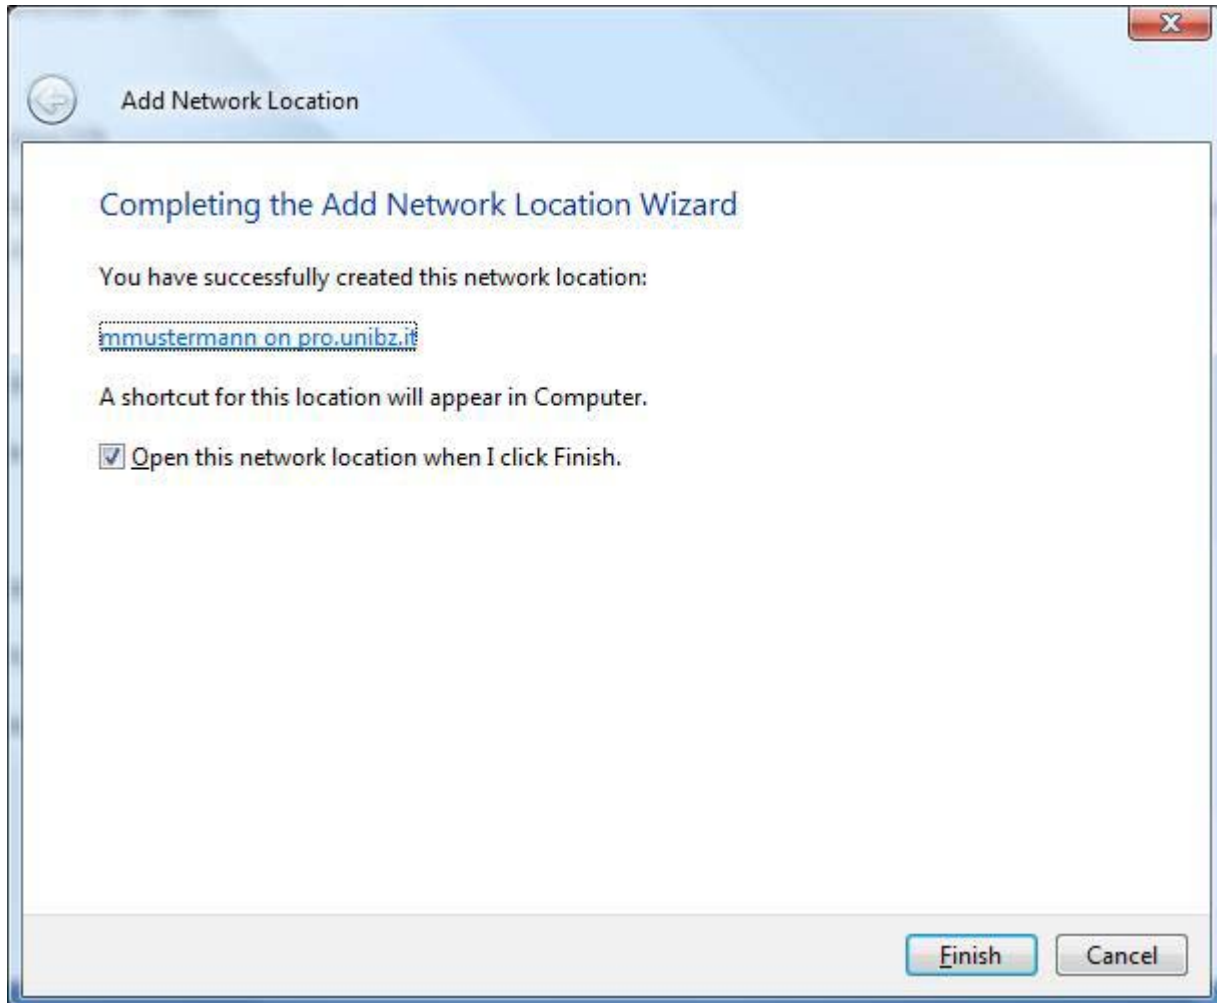 Add Network Location
Completing the Add Network Location Wizard
You have successfully created this network location:
mmustermann on pro.unibz.it
A shortcut for this location will appear in Computer.
Open this network location when I click Finish.
Finish
Cancel